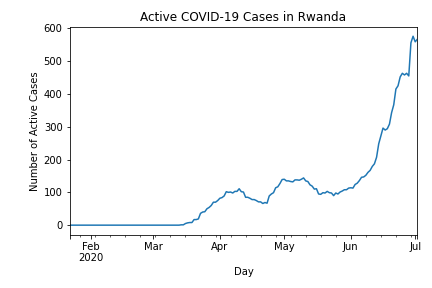 Active COVID-19 Cases in Rwanda
Number of Active Cases
600
500
400
300
200
100
0
Feb Mar Apr May Jun Jul
2020
Day